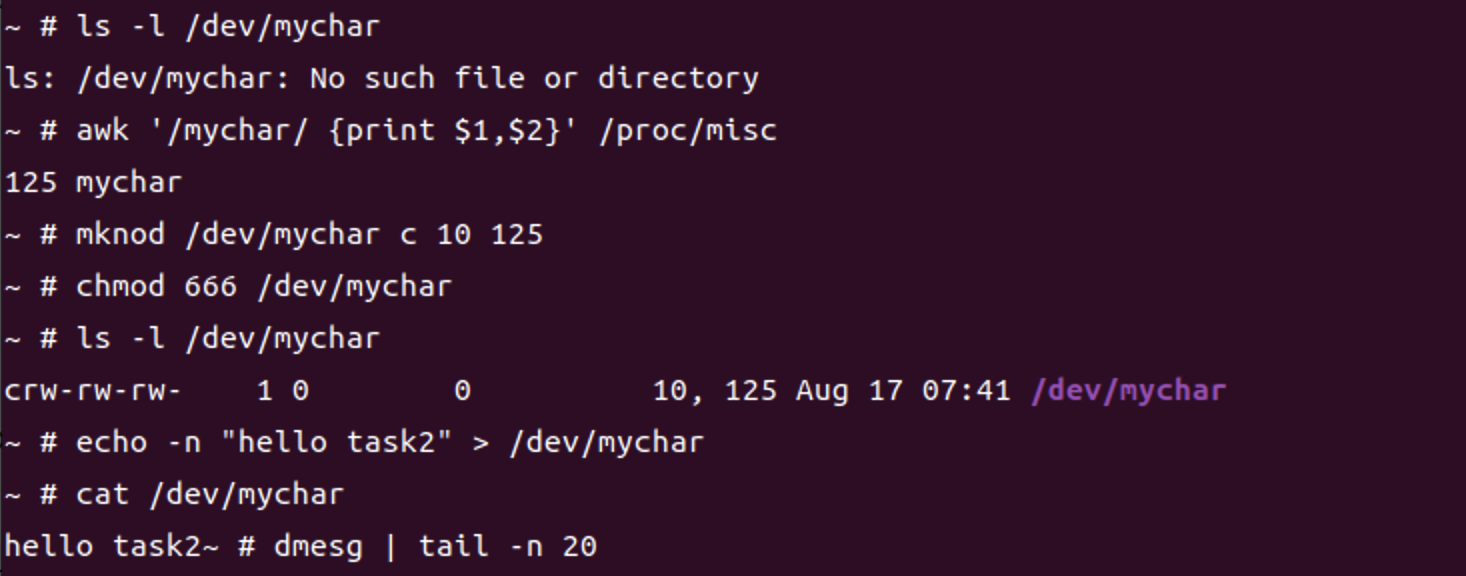 ~ # ls -l /dev/mychar
ls: /dev/mychar: No such file or directory
~ # awk '/mychar/ {print $1,$2}' /proc/misc
125 mychar
~ # mknod /dev/mychar c 10 125
~ # chmod 666 /dev/mychar
~ # ls -l /dev/mychar
crw-rw-rw-    1 0        0          10, 125 Aug 17 07:41 /dev/mychar
~ # echo -n "hello task2" > /dev/mychar
~ # cat /dev/mychar
hello task2~ # dmesg | tail -n 20